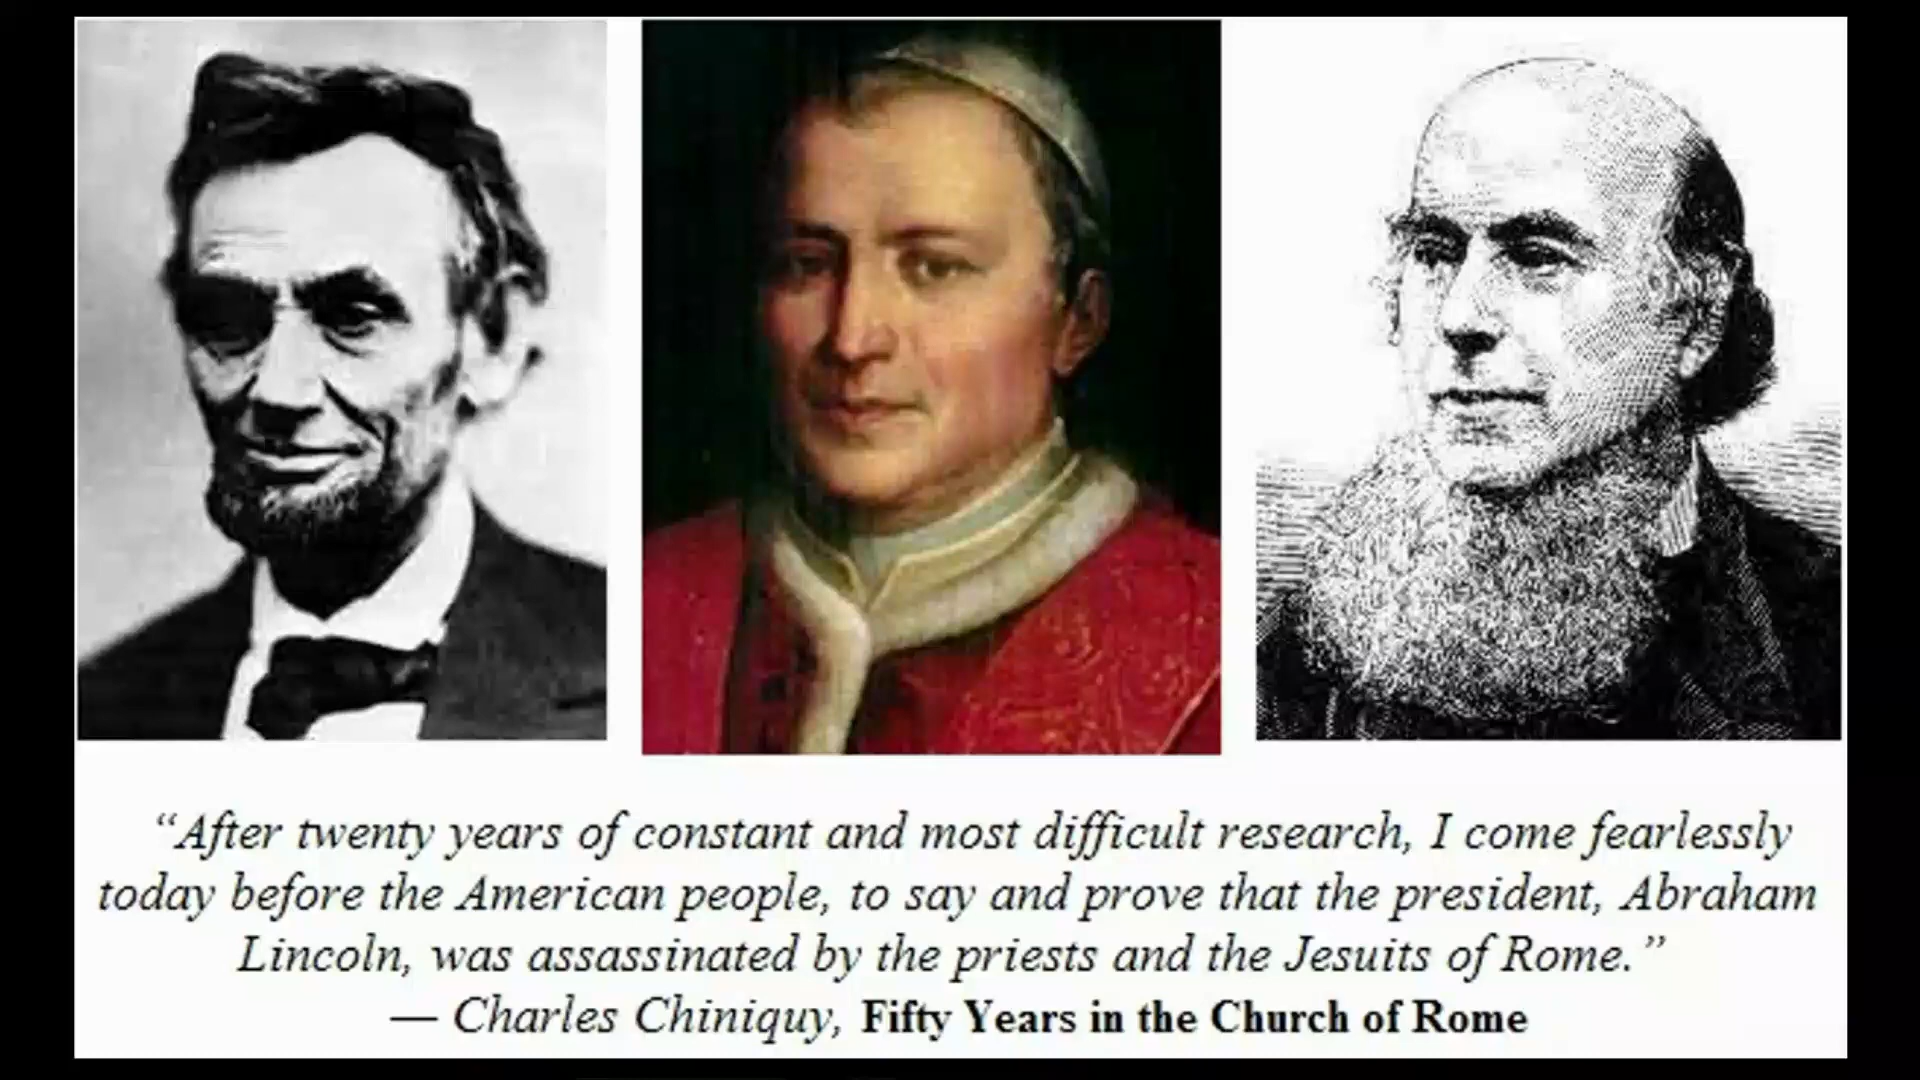 “After twenty years of constant and most difficult research, I come fearlessly
today before the American people, to say and prove that the president, Abraham
Lincoln, was assassinated by the priests and the Jesuits of Rome.”
— Charles Chiniquy, Fifty Years in the Church of Rome